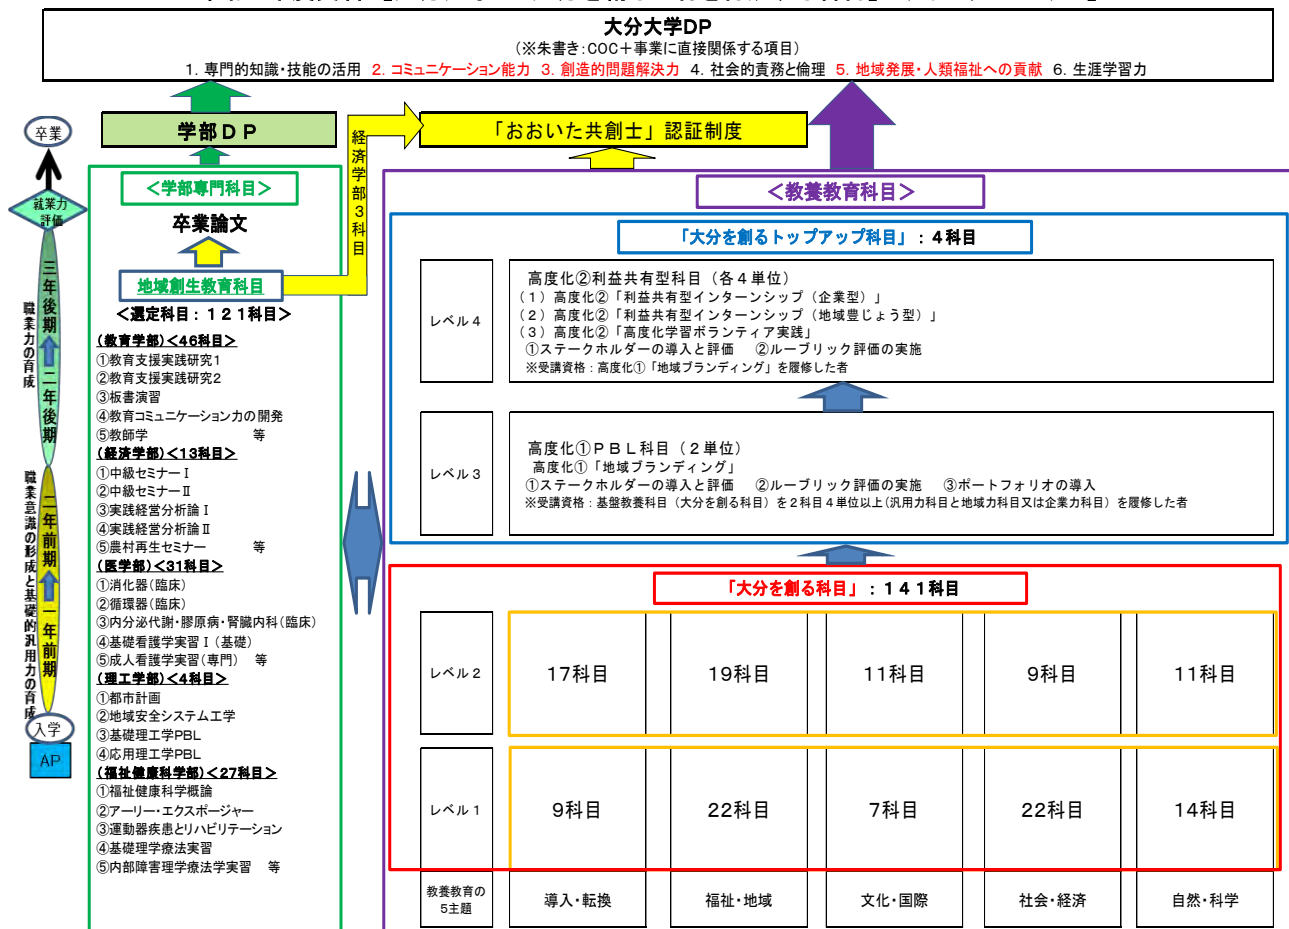 大分大学DP
(※朱書き:COC+事業に直接関係する項目)
1. 専門的知識・技能の活用 2. コミュニケーション能力 3. 創造的問題解決力 4. 社会的責務と倫理 5. 地域発展・人類福祉への貢献 6. 生涯学習力
卒業
学部DP
経済学部3科目
「おおいた共創士」認証制度
就業力評価
三年後期
二年後期
職業力の育成
二年前期
一年前期
職業意識の形成と基礎的汎用力の育成
入学
AP
<学部専門科目>
卒業論文
地域創生教育科目
<選定科目:121科目>
(教育学部)<46科目>
①教育支援実践研究1
②教育支援実践研究2
③板書演習
④教育コミュニケーション力の開発
⑤教師学 等
(経済学部)<13科目>
①中級セミナーⅠ
②中級セミナーⅡ
③実践経営分析論Ⅰ
④実践経営分析論Ⅱ
⑤農村再生セミナー 等
(医学部)<31科目>
①消化器(臨床)
②循環器(臨床)
③内分泌代謝・膠原病・腎臓内科(臨床)
④基礎看護学実習Ⅰ(基礎)
⑤成人看護学実習(専門) 等
(理工学部)<4科目>
①都市計画
②地域安全システム工学
③基礎理工学PBL
④応用理工学PBL
(福祉健康科学部)<27科目>
①福祉健康科学概論
②アーリー・エクスポージャー
③運動器疾患とリハビリテーション
④基礎理学療法実習
⑤内部障害理学療法学実習 等
<教養教育科目>
「大分を創るトップアップ科目」:4科目
レベル4
高度化②利益共有型科目(各4単位)
(1)高度化②「利益共有型インターンシップ(企業型)」
(2)高度化②「利益共有型インターンシップ(地域豊じょう型)」
(3)高度化②「高度化学習ボランティア実践」
①ステークホルダーの導入と評価 ②ルーブリック評価の実施
※受講資格:高度化①「地域ブランディング」を履修した者
レベル3
高度化①PBL科目(2単位)
高度化①「地域ブランディング」
①ステークホルダーの導入と評価 ②ルーブリック評価の実施 ③ポートフォリオの導入
※受講資格:基盤教養科目(大分を創る科目)を2科目4単位以上(汎用力科目と地域力科目又は企業力科目)を履修した者
「大分を創る科目」:141科目
レベル2
17科目 19科目 11科目 9科目 11科目
レベル1
9科目 22科目 7科目 22科目 14科目
教養教育の
5主題
導入・転換 福祉・地域 文化・国際 社会・経済 自然・科学